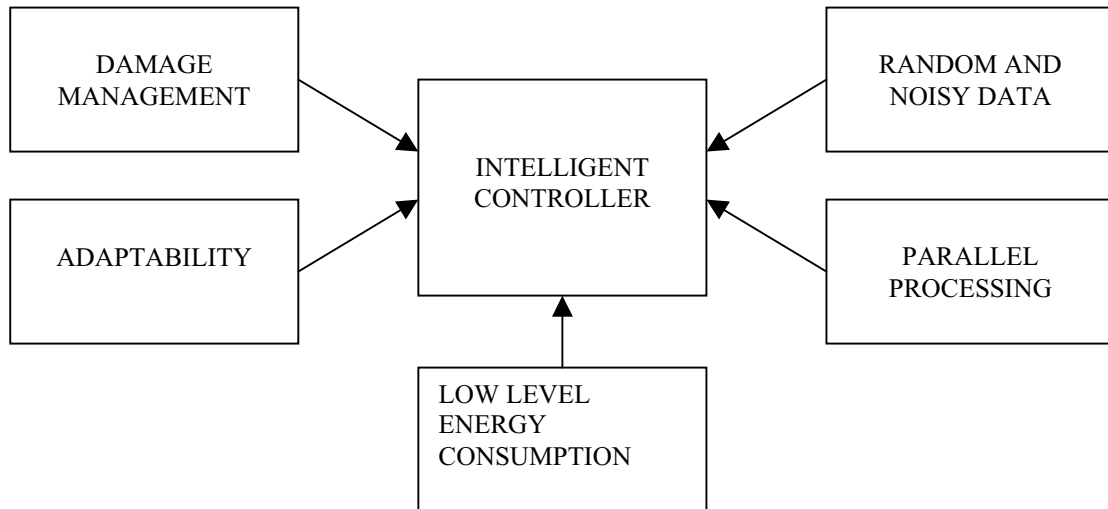 DAMAGE
MANAGEMENT
RANDOM AND
NOISY DATA
INTELLIGENT
CONTROLLER
ADAPTABILITY
PARALLEL
PROCESSING
LOW LEVEL
ENERGY
CONSUMPTION